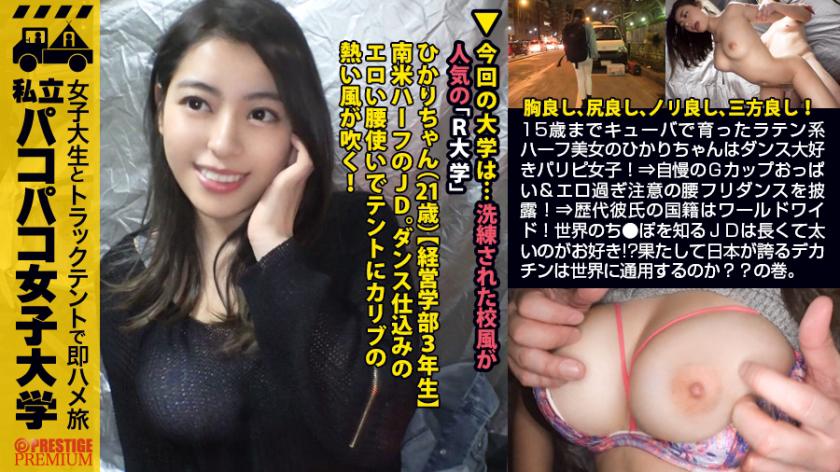 女子大生とトラックテントで即ハメ旅
私立パコパコ女子大学
PRESTIGE
PREMIUM
▼今回の大学は…洗練された校風が
人気の「R大学」
ひかりちゃん(21歳)【経営学部3年生】
南米ハーフのJD。ダンス仕込みの
エロい腰使いでテントにカリブの
熱い風が吹く!
胸良し、尻良し、ノリ良し、三方良し!
15歳までキューバで育ったラテン系
ハーフ美女のひかりちゃんはダンス大好
きパリピ女子!⇒自慢のGカップおっぱ
い&エロ過ぎ注意の腰フリダンスを披
露!⇒歴代彼氏の国籍はワールドワイ
ド!世界のち●ぽを知るJDは長くて太
いのがお好き!?果たして日本が誇るデカ
チンは世界に通用するのか??の巻。